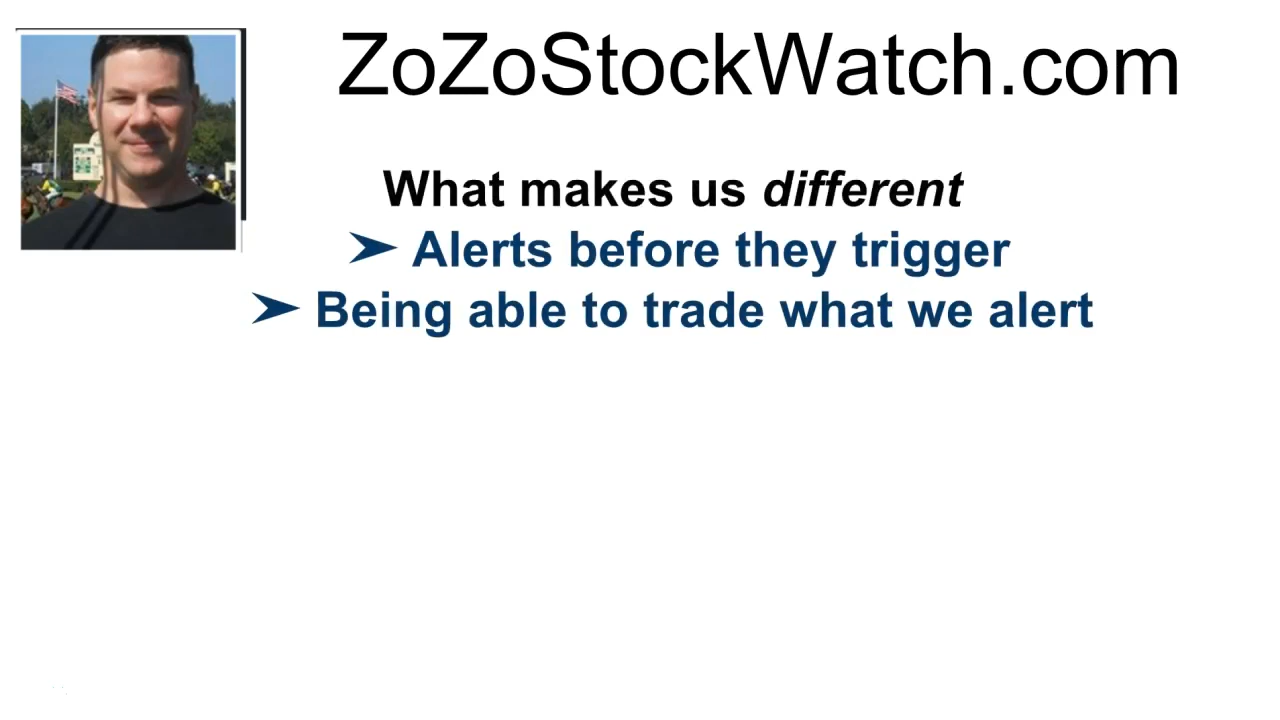 ZoZoStockWatch.com
What makes us different
➤ Alerts before they trigger
➤ Being able to trade what we alert